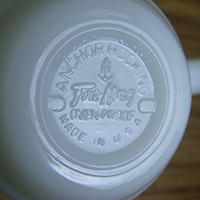 ANCHOR HOCKING
Fire-King
OVEN PROOF
MADE IN U.S.A.